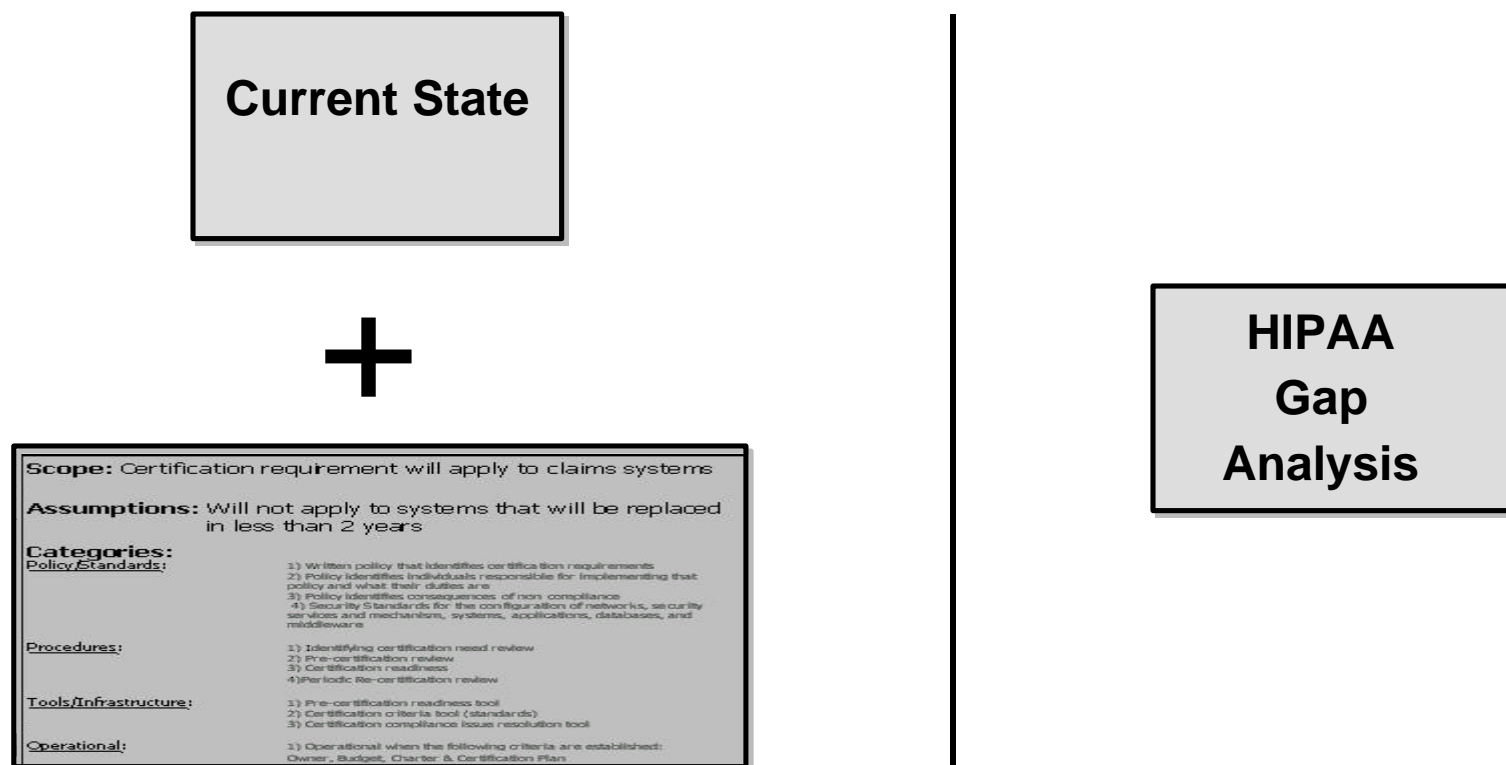 Current State
+
Scope: Certification requirement will apply to claims systems
Assumptions: Will not apply to systems that will be replaced
in less than 2 years
Categories:
Policy/Standards:
1) Written policy that identifies certification requirements
2) Policy identifies individuals responsible for implementing that
policy and what their duties are
3) Policy identifies consequences of non compliance
4) Security Standards for the configuration of networks, security
services and mechanism, systems, applications, databases, and
middleware
Procedures:
1) Identifying certification need review
2) Pre-certification review
3) Certification readiness
4)Periodic Re-certification review
Tools/Infrastructure:
1) Pre-certification readiness tool
2) Certification criteria tool (standards)
3) Certification compliance issue resolution tool
Operational:
1) Operational when the following criteria are established:
Owner, Budget, Charter & Certification Plan
HIPAA
Gap
Analysis